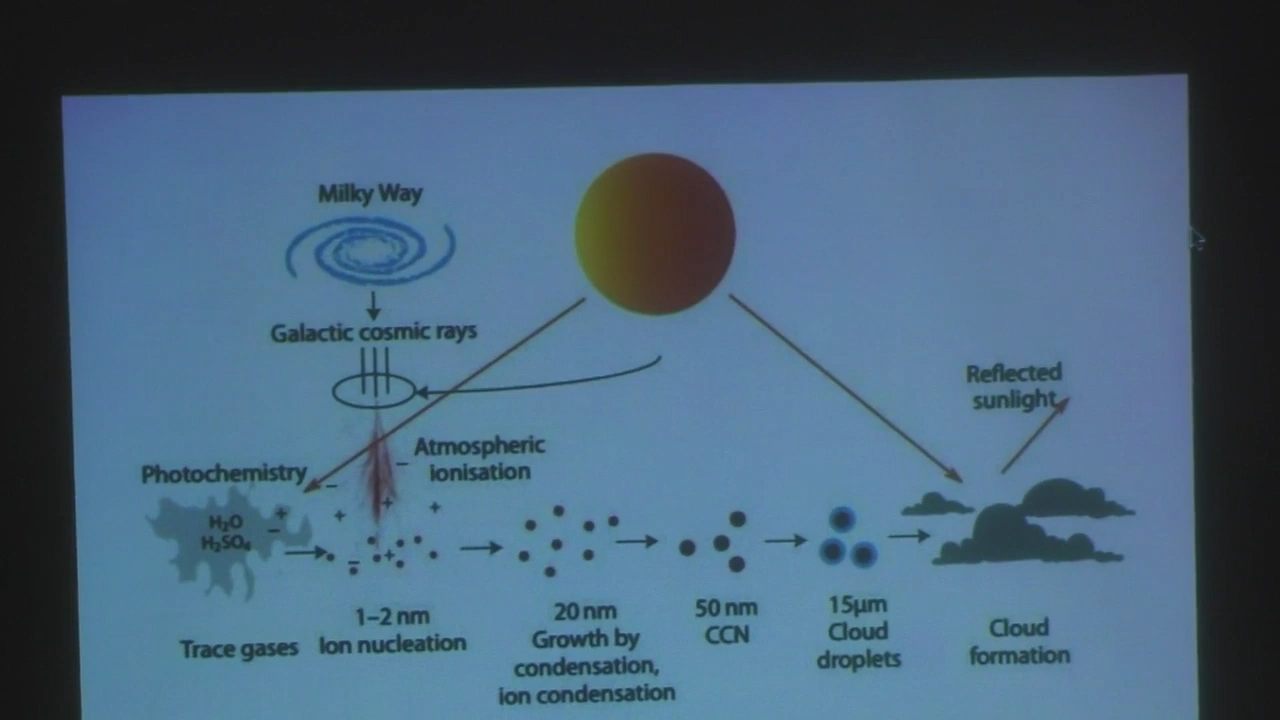 Milky Way
Galactic cosmic rays
Reflected
sunlight
Atmospheric
ionisation
Photochemistry
H₂O
H₂SO₄
Trace gases
1–2 nm
Ion nucleation
20 nm
Growth by
condensation,
ion condensation
50 nm
CCN
15µm
Cloud
droplets
Cloud
formation